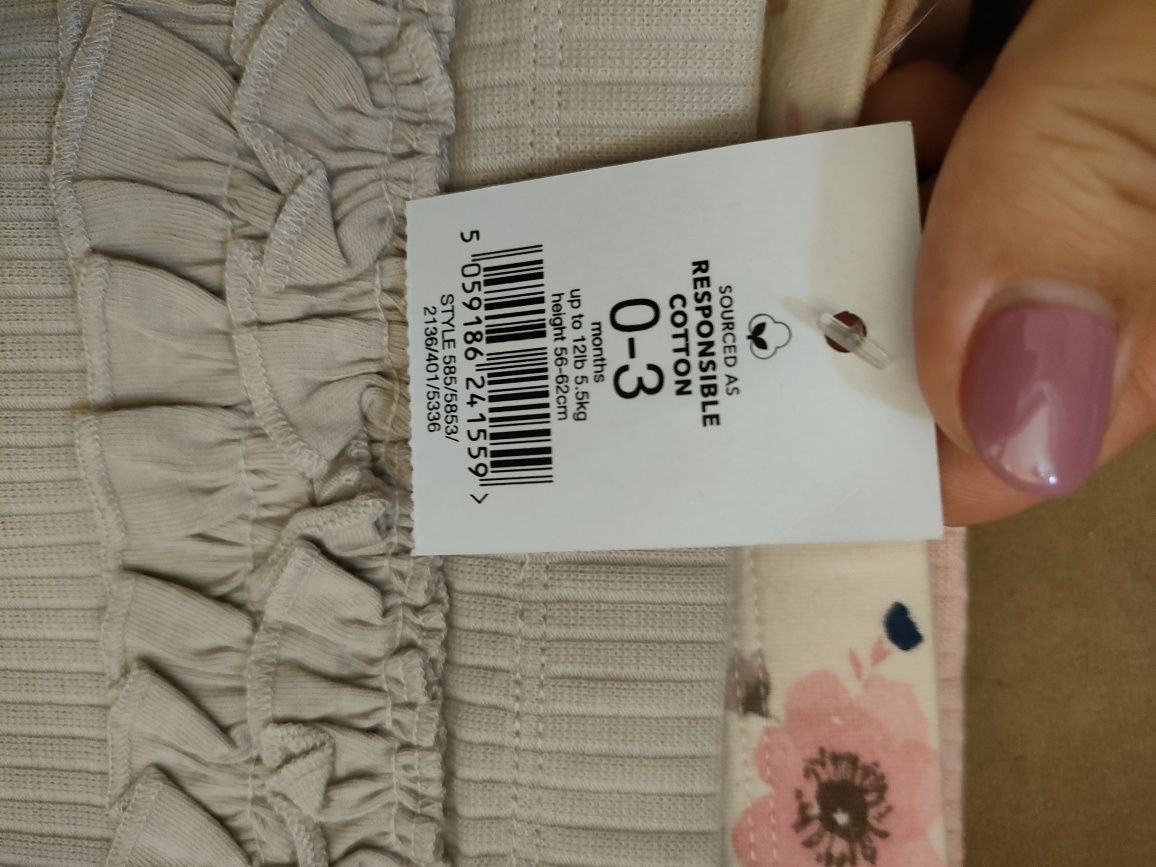 SOURCED AS
RESPONSIBLE
COTTON
0-3
months
up to 12lb 5.5kg
height 56-62cm
5 059186 241559 >
STYLE 585/5853/
2136/401/5336